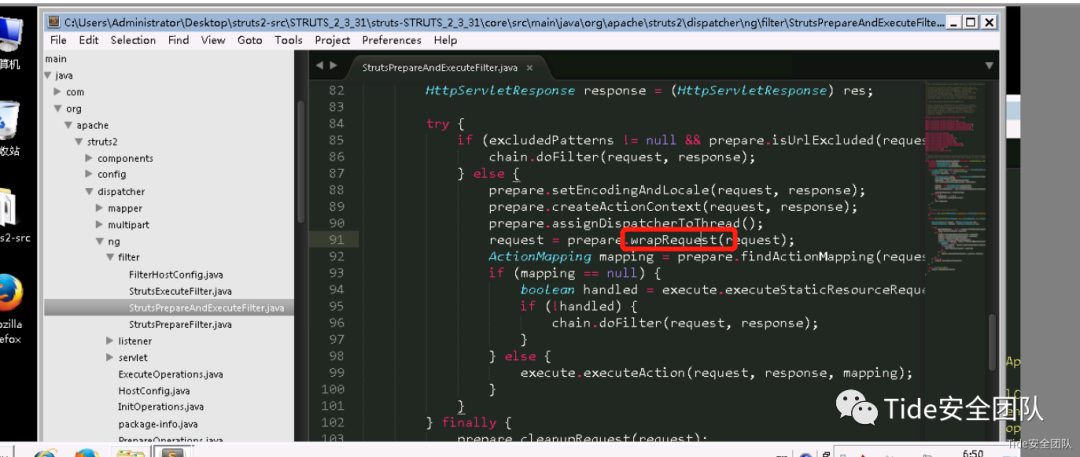 C:\Users\Administrator\Desktop\struts2-src\STRUTS_2_3_31\struts-STRUTS_2_3_31\core\src\main\java\org\apache\struts2\dispatcher\ng\filter\StrutsPrepareAndExecuteFilter...
File Edit Selection Find View Goto Tools Project Preferences Help
main
java
com
org
apache
struts2
components
config
dispatcher
mapper
multipart
ng
filter
FilterHostConfig.java
StrutsExecuteFilter.java
StrutsPrepareAndExecuteFilter.java
StrutsPrepareFilter.java
listener
servlet
ExecuteOperations.java
HostConfig.java
InitOperations.java
package-info.java
PrepareOperations.java
StrutsPrepareAndExecuteFilter.java ×
82 HttpServletResponse response = (HttpServletResponse) res;
83
84 try {
85 if (excludedPatterns != null && prepare.isUrlExcluded(reques
86 chain.doFilter(request, response);
87 } else {
88 prepare.setEncodingAndLocale(request, response);
89 prepare.createActionContext(request, response);
90 prepare.assignDispatcherToThread();
91 request = prepare.wrapRequest(request);
92 ActionMapping mapping = prepare.findActionMapping(reques
93 if (mapping == null) {
94 boolean handled = execute.executeStaticResourceReque
95 if (!handled) {
96 chain.doFilter(request, response);
97 }
98 } else {
99 execute.executeAction(request, response, mapping);
100 }
101 }
102 } finally {
103 prepare.cleanupRequest(request);
算机
收站
s2-src
ozilla
efox
Ap
Tide安全团队
Tide安全团队
6:50